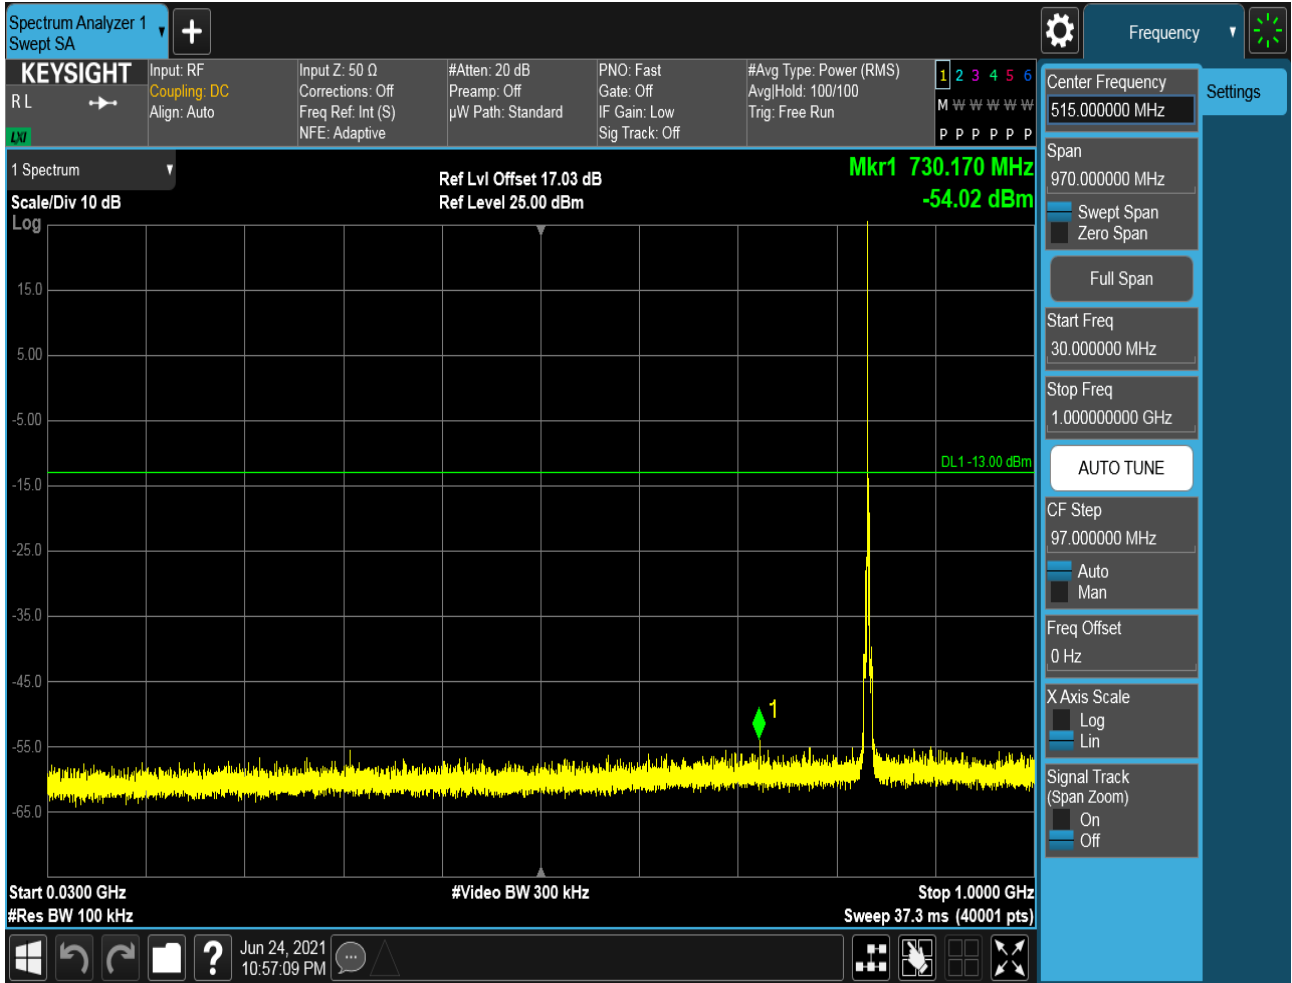 Spectrum Analyzer 1
Swept SA
Frequency
KEYSIGHT
R L
LXI
Input: RF
Coupling: DC
Align: Auto
Input Z: 50 Ω
Corrections: Off
Freq Ref: Int (S)
NFE: Adaptive
#Atten: 20 dB
Preamp: Off
µW Path: Standard
PNO: Fast
Gate: Off
IF Gain: Low
Sig Track: Off
#Avg Type: Power (RMS)
Avg|Hold: 100/100
Trig: Free Run
1 2 3 4 5 6
M W W W W W
P P P P P P
1 Spectrum
Scale/Div 10 dB
Log
Ref Lvl Offset 17.03 dB
Ref Level 25.00 dBm
Mkr1 730.170 MHz
-54.02 dBm
15.0
5.00
-5.00
DL1 -13.00 dBm
-15.0
-25.0
-35.0
-45.0
1
-55.0
-65.0
Start 0.0300 GHz
#Res BW 100 kHz
#Video BW 300 kHz
Stop 1.0000 GHz
Sweep 37.3 ms (40001 pts)
Center Frequency
515.000000 MHz
Settings
Span
970.000000 MHz
Swept Span
Zero Span
Full Span
Start Freq
30.000000 MHz
Stop Freq
1.000000000 GHz
AUTO TUNE
CF Step
97.000000 MHz
Auto
Man
Freq Offset
0 Hz
X Axis Scale
Log
Lin
Signal Track
(Span Zoom)
On
Off
?
Jun 24, 2021
10:57:09 PM